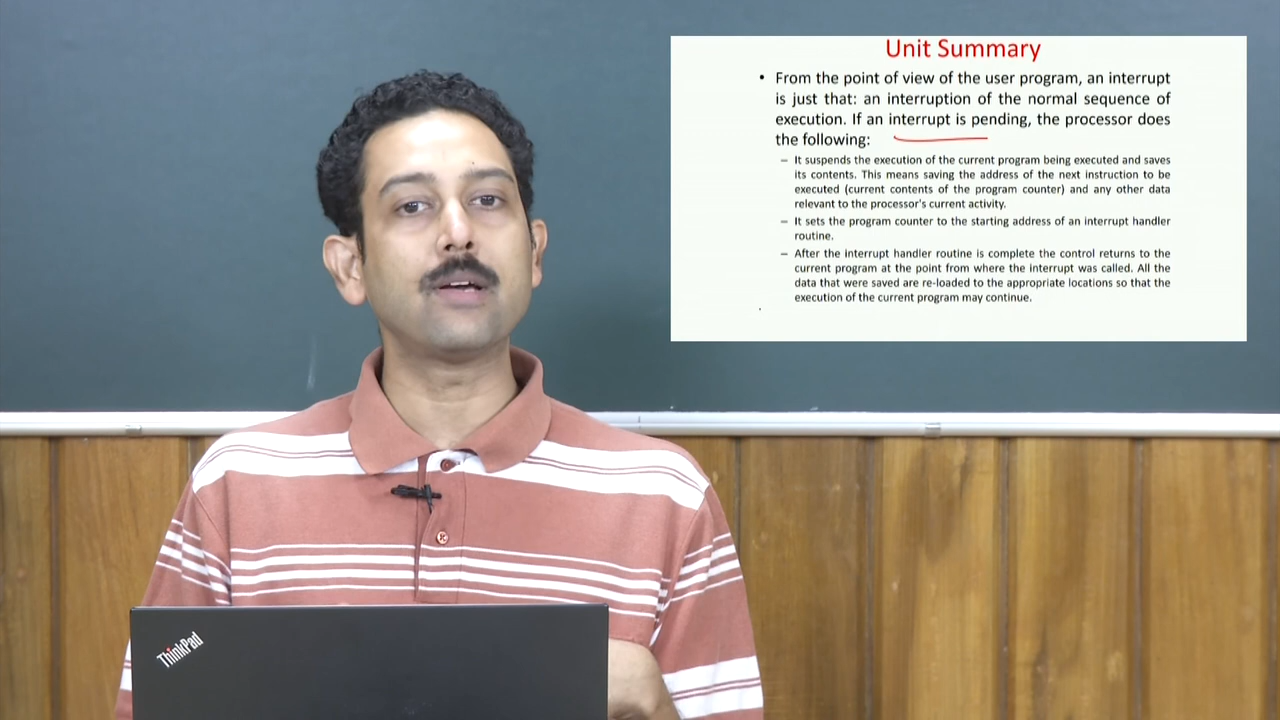 Unit Summary
• From the point of view of the user program, an interrupt
is just that: an interruption of the normal sequence of
execution. If an interrupt is pending, the processor does
the following:
– It suspends the execution of the current program being executed and saves
its contents. This means saving the address of the next instruction to be
executed (current contents of the program counter) and any other data
relevant to the processor's current activity.
– It sets the program counter to the starting address of an interrupt handler
routine.
– After the interrupt handler routine is complete the control returns to the
current program at the point from where the interrupt was called. All the
data that were saved are re-loaded to the appropriate locations so that the
execution of the current program may continue.
ThinkPad